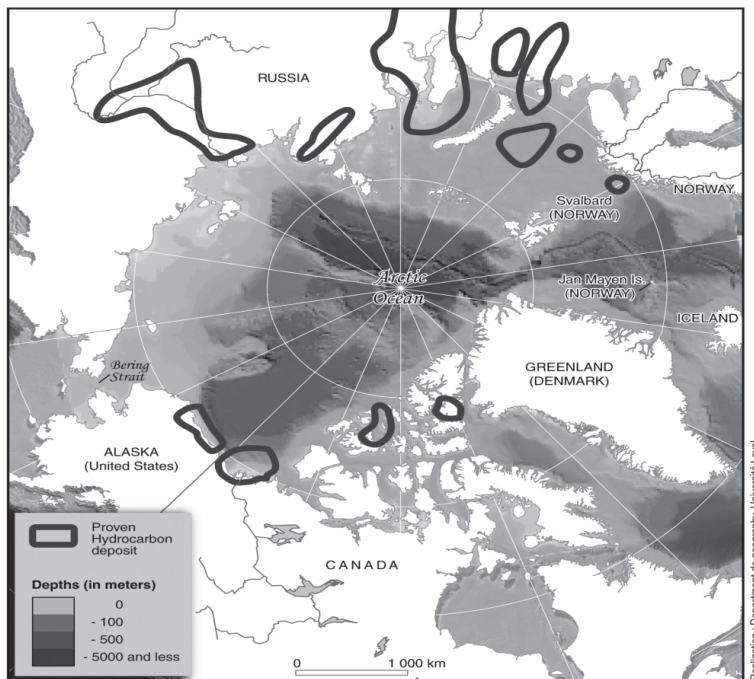 RUSSIA
NORWAY
Svalbard
(NORWAY)
Arctic
Ocean
Jan Mayen Is.
(NORWAY)
ICELAND
Bering
Strait
GREENLAND
(DENMARK)
ALASKA
(United States)
CANADA
Proven
Hydrocarbon
deposit
Depths (in meters)
0
- 100
- 500
- 5000 and less
0 1 000 km